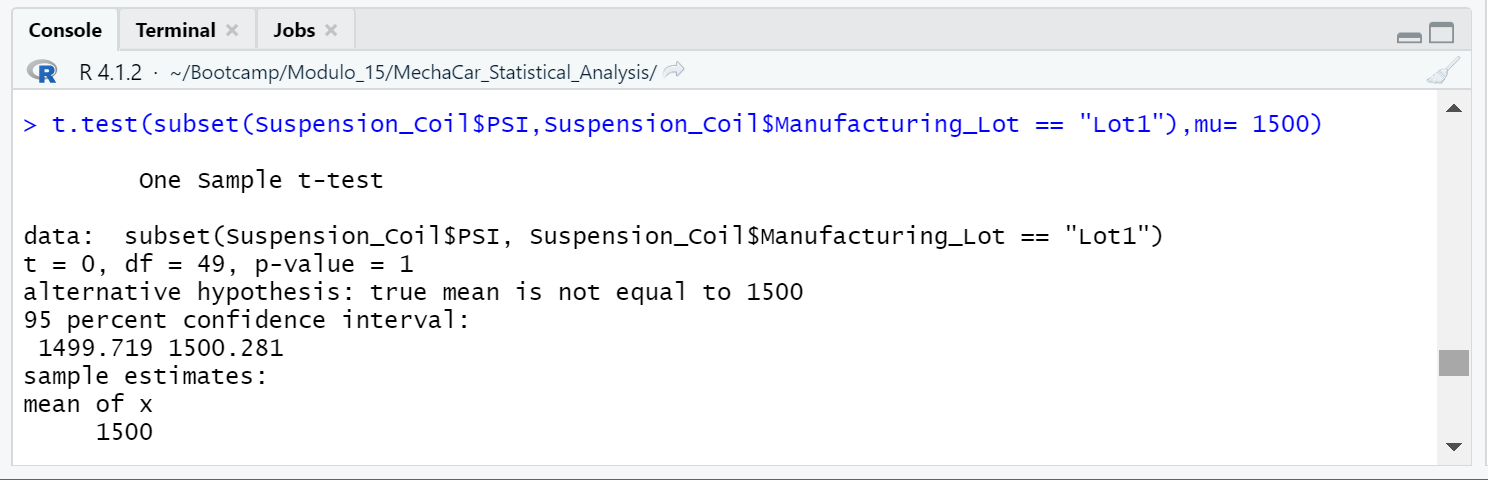 Console Terminal Jobs
R R 4.1.2 · ~/Bootcamp/Modulo_15/MechaCar_Statistical_Analysis/
> t.test(subset(Suspension_Coil$PSI,Suspension_Coil$Manufacturing_Lot == "Lot1"),mu= 1500)
One Sample t-test
data:  subset(Suspension_Coil$PSI, Suspension_Coil$Manufacturing_Lot == "Lot1")
t = 0, df = 49, p-value = 1
alternative hypothesis: true mean is not equal to 1500
95 percent confidence interval:
1499.719 1500.281
sample estimates:
mean of x
1500